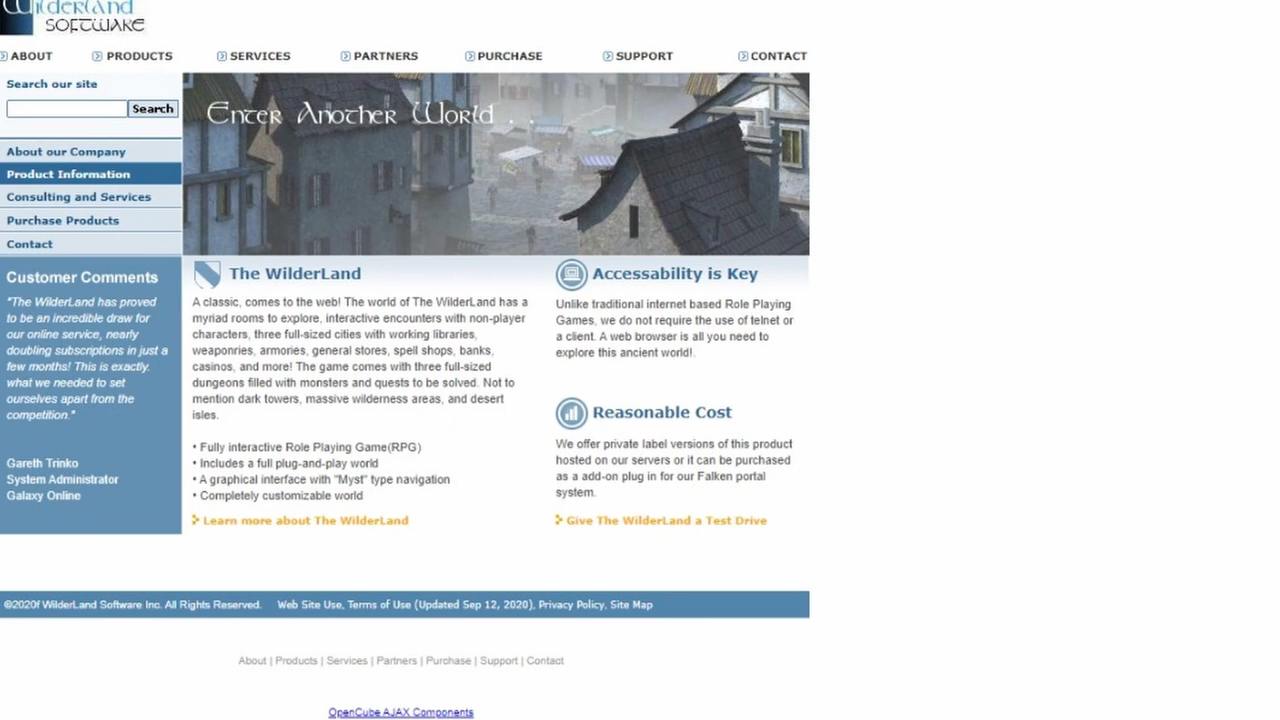 Wilderland
SOFTWARE
ABOUT PRODUCTS SERVICES PARTNERS PURCHASE SUPPORT CONTACT
Search our site
Search
About our Company
Product Information
Consulting and Services
Purchase Products
Contact
Enter Another World . .
Customer Comments
"The WilderLand has proved
to be an incredible draw for
our online service, nearly
doubling subscriptions in just a
few months! This is exactly.
what we needed to set
ourselves apart from the
competition."
Gareth Trinko
System Administrator
Galaxy Online
The WilderLand
A classic, comes to the web! The world of The WilderLand has a
myriad rooms to explore, interactive encounters with non-player
characters, three full-sized cities with working libraries,
weaponries, armories, general stores, spell shops, banks,
casinos, and more! The game comes with three full-sized
dungeons filled with monsters and quests to be solved. Not to
mention dark towers, massive wilderness areas, and desert
isles.
• Fully interactive Role Playing Game(RPG)
• Includes a full plug-and-play world
• A graphical interface with "Myst" type navigation
• Completely customizable world
Learn more about The WilderLand
Accessability is Key
Unlike traditional internet based Role Playing
Games, we do not require the use of telnet or
a client. A web browser is all you need to
explore this ancient world!.
Reasonable Cost
We offer private label versions of this product
hosted on our servers or it can be purchased
as a add-on plug in for our Falken portal
system.
Give The WilderLand a Test Drive
©2020f WilderLand Software Inc. All Rights Reserved. Web Site Use, Terms of Use (Updated Sep 12, 2020), Privacy Policy, Site Map
About | Products | Services | Partners | Purchase | Support | Contact
OpenCube AJAX Components